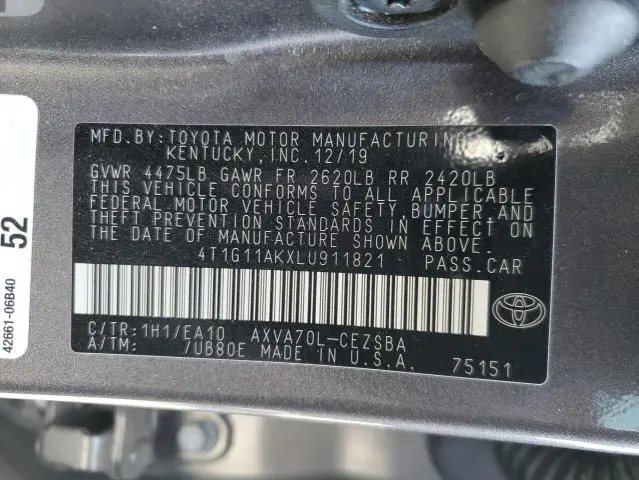 MFD.BY:TOYOTA MOTOR MANUFACTURING
KENTUCKY, INC. 12/19
GVWR 4475LB GAWR FR 2620LB RR 2420LB
THIS VEHICLE CONFORMS TO ALL APPLICABLE
FEDERAL MOTOR VEHICLE SAFETY, BUMPER, AND
THEFT PREVENTION STANDARDS IN EFFECT ON
THE DATE OF MANUFACTURE SHOWN ABOVE.
4T1G11AKXLU911821 PASS.CAR
C/TR:1H1/EA10 AXVA70L-CEZSBA
A/TM: /UB80E MADE IN U.S.A.
75151
52
42661-06B40